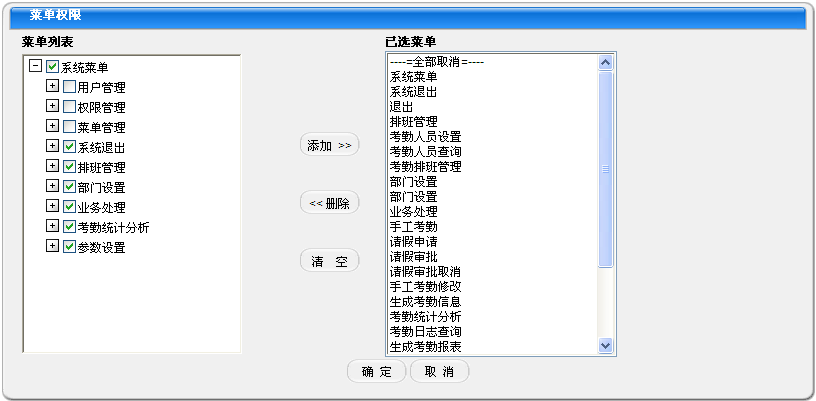 菜单权限
菜单列表
系统菜单
用户管理
权限管理
菜单管理
系统退出
排班管理
部门设置
业务处理
考勤统计分析
参数设置
添加 >>
<< 删除
清 空
已选菜单
----=全部取消=----
系统菜单
系统退出
退出
排班管理
考勤人员设置
考勤人员查询
考勤排班管理
部门设置
部门设置
业务处理
手工考勤
请假申请
请假审批
请假审批取消
手工考勤修改
生成考勤信息
考勤统计分析
考勤日志查询
生成考勤报表
确 定
取 消